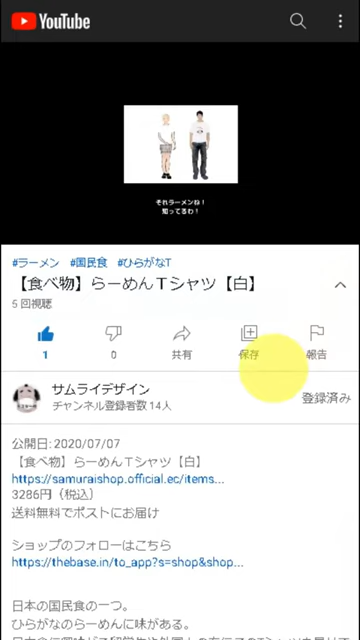 YouTube
それラーメンね！
知ってるわ！
#ラーメン #国民食 #ひらがなT
【食べ物】らーめんTシャツ【白】
5 回視聴
1
0
共有
保存
報告
サムライデザイン
チャンネル登録者数 14人
登録済み
公開日: 2020/07/07
【食べ物】らーめんTシャツ【白】
https://samuraishop.official.ec/items...
3286円（税込）
送料無料でポストにお届け
ショップのフォローはこちら
https://thebase.in/to_app?s=shop&shop...
日本の国民食の一つ。
ひらがなのらーめんに味がある。